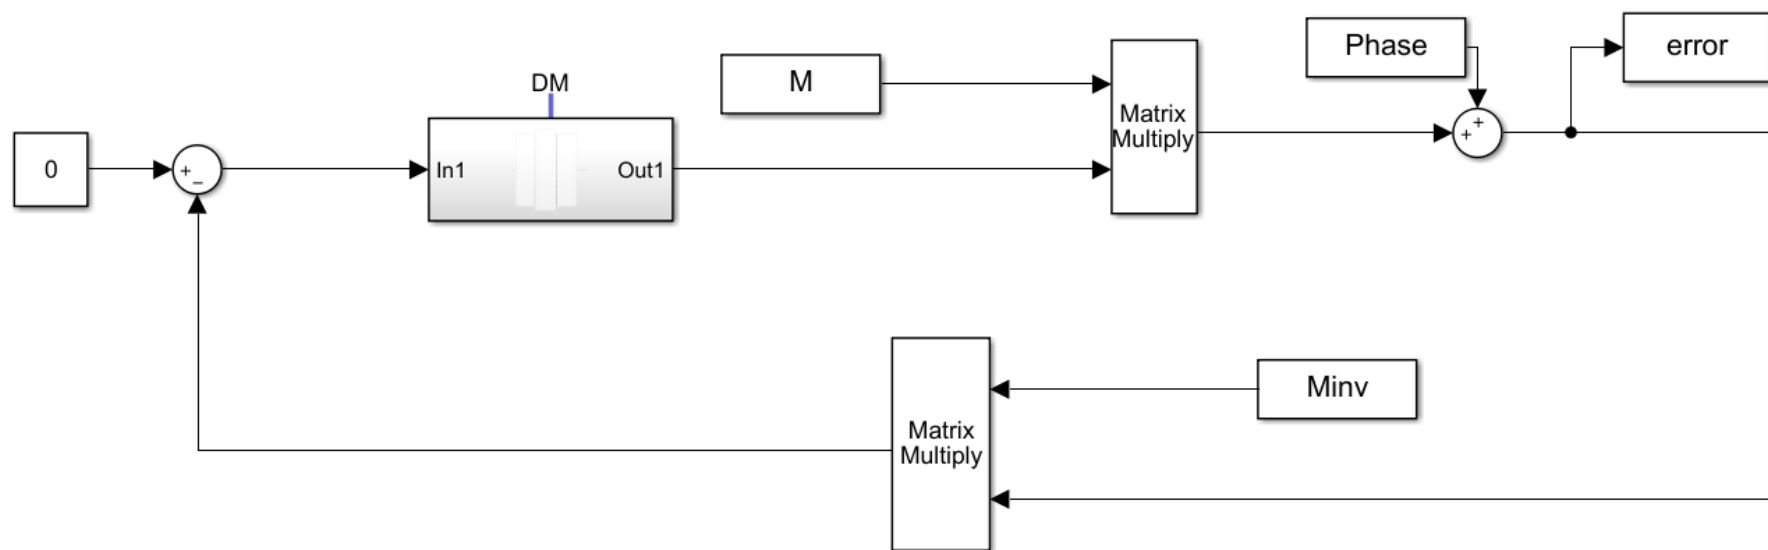 DM
0
+
−
In1
Out1
M
Matrix
Multiply
Phase
+
+
error
Matrix
Multiply
Minv